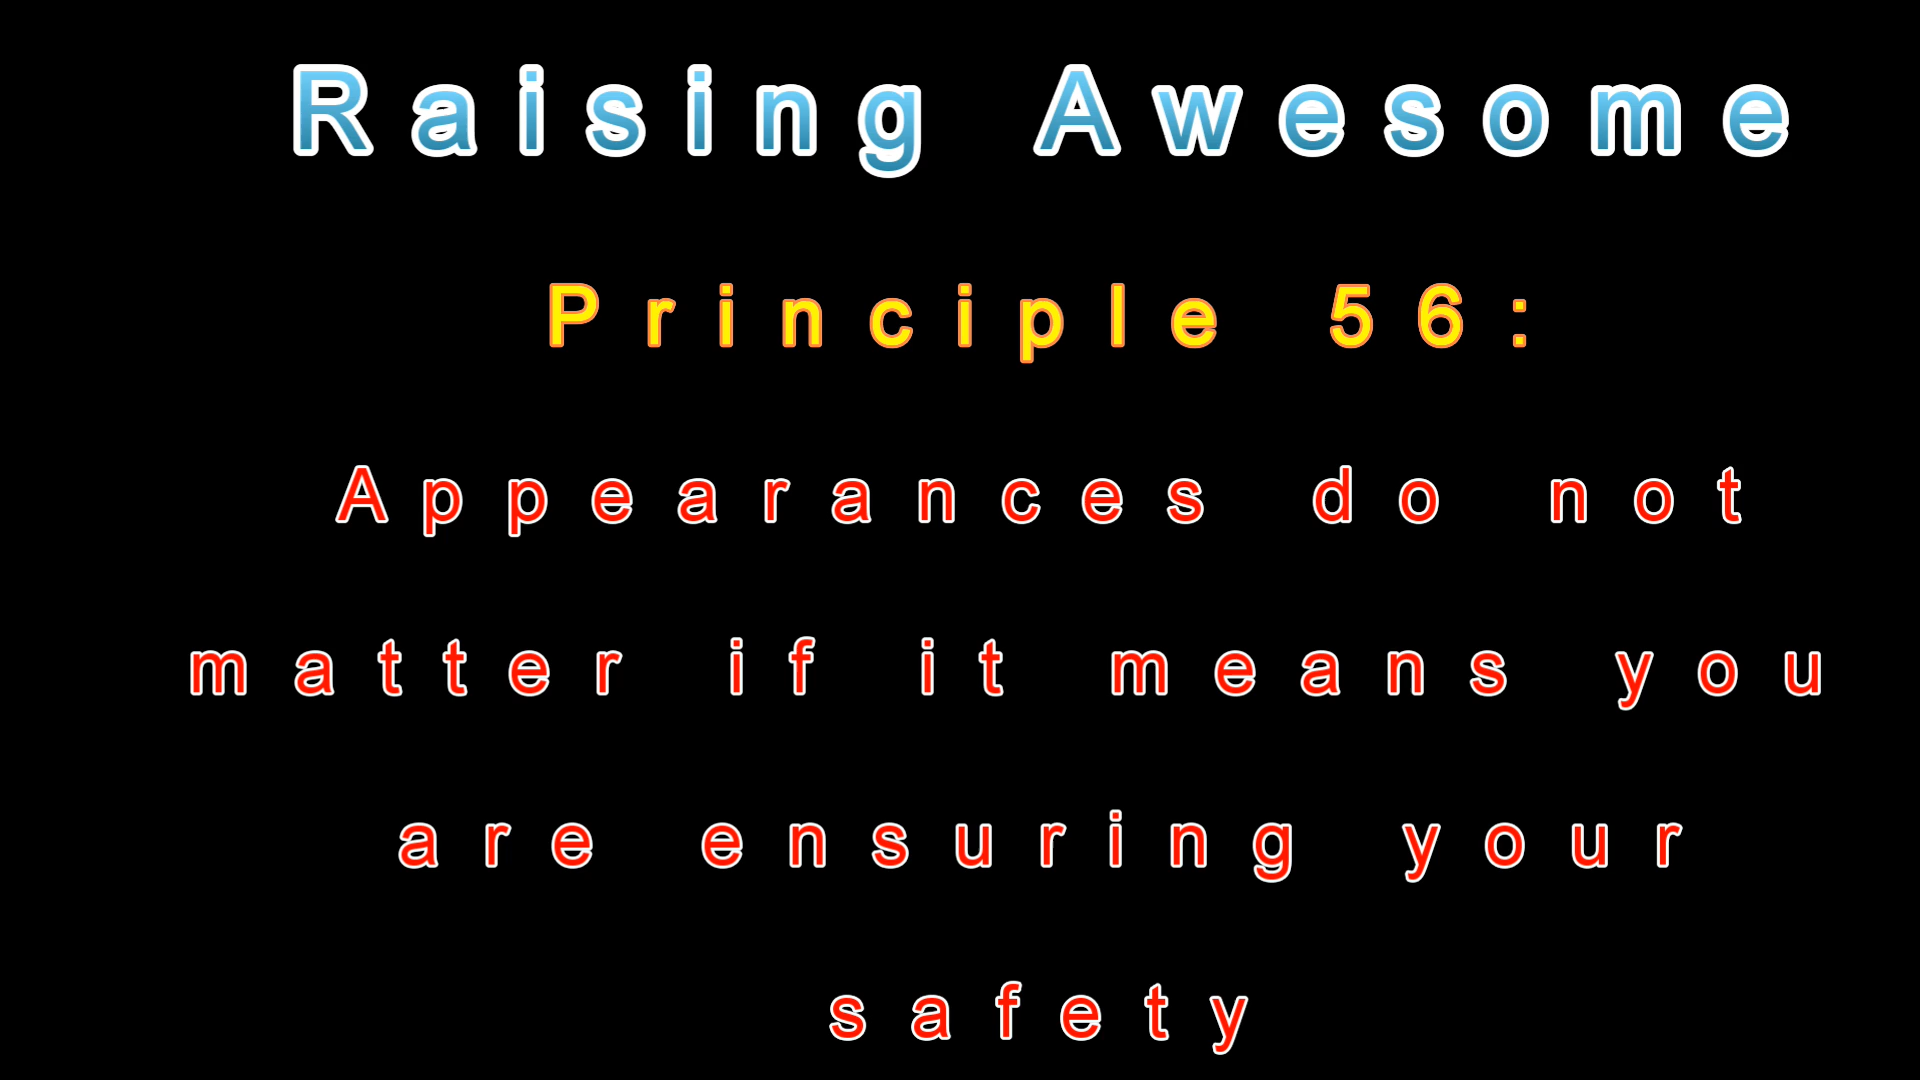 Raising Awesome
Principle 56:
Appearances do not
matter if it means you
are ensuring your
safety